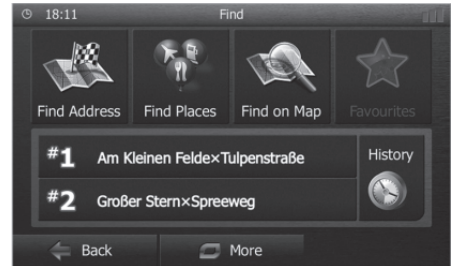 18:11 Find
Find Address Find Places Find on Map Favourites
#1 Am Kleinen Felde×Tulpenstraße History
#2 Großer Stern×Spreeweg
Back More